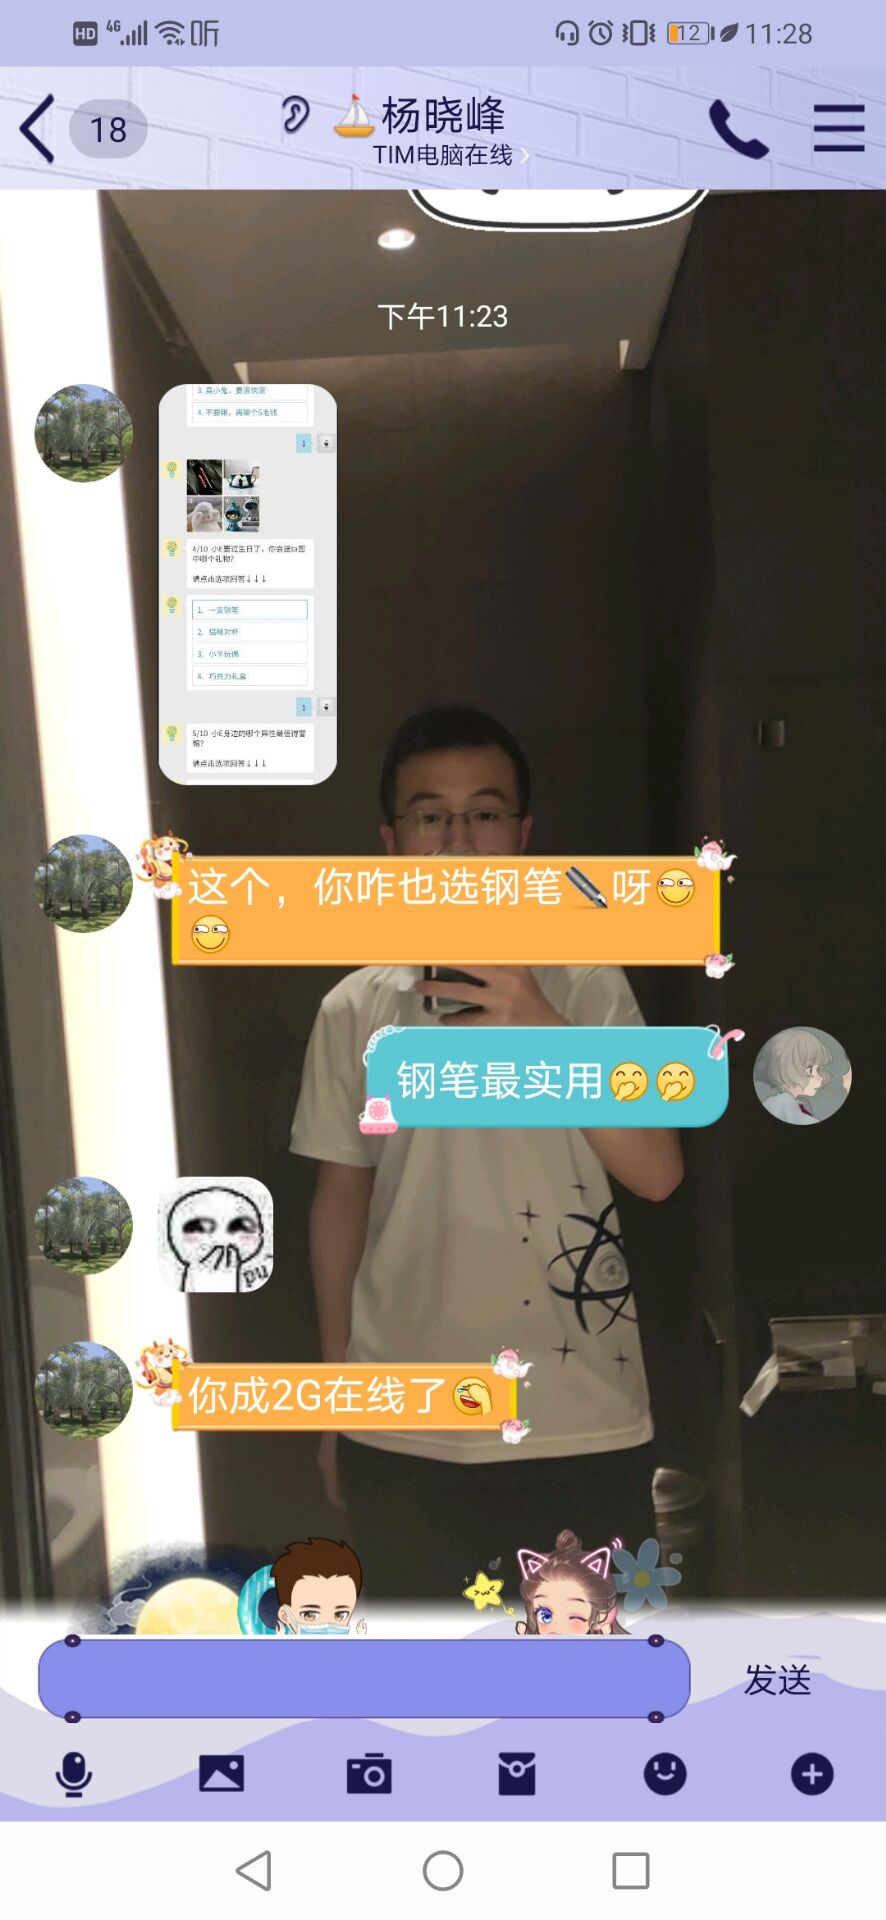 HD 4G 听 12 11:28
18
杨晓峰
TIM电脑在线
下午11:23
3. 臭小鬼，要滚快滚
4. 不要嘛，再聊个5毛钱
1
4/10 小E要过生日了，你会送ta图
中哪个礼物？
请点击选项回答↓↓↓
1. 一支钢笔
2. 猫咪对杯
3. 小羊玩偶
4. 巧克力礼盒
1
5/10 小E身边的哪个异性最值得警
惕？
请点击选项回答↓↓↓
这个，你咋也选钢笔呀
钢笔最实用
pu
你成2G在线了
发送